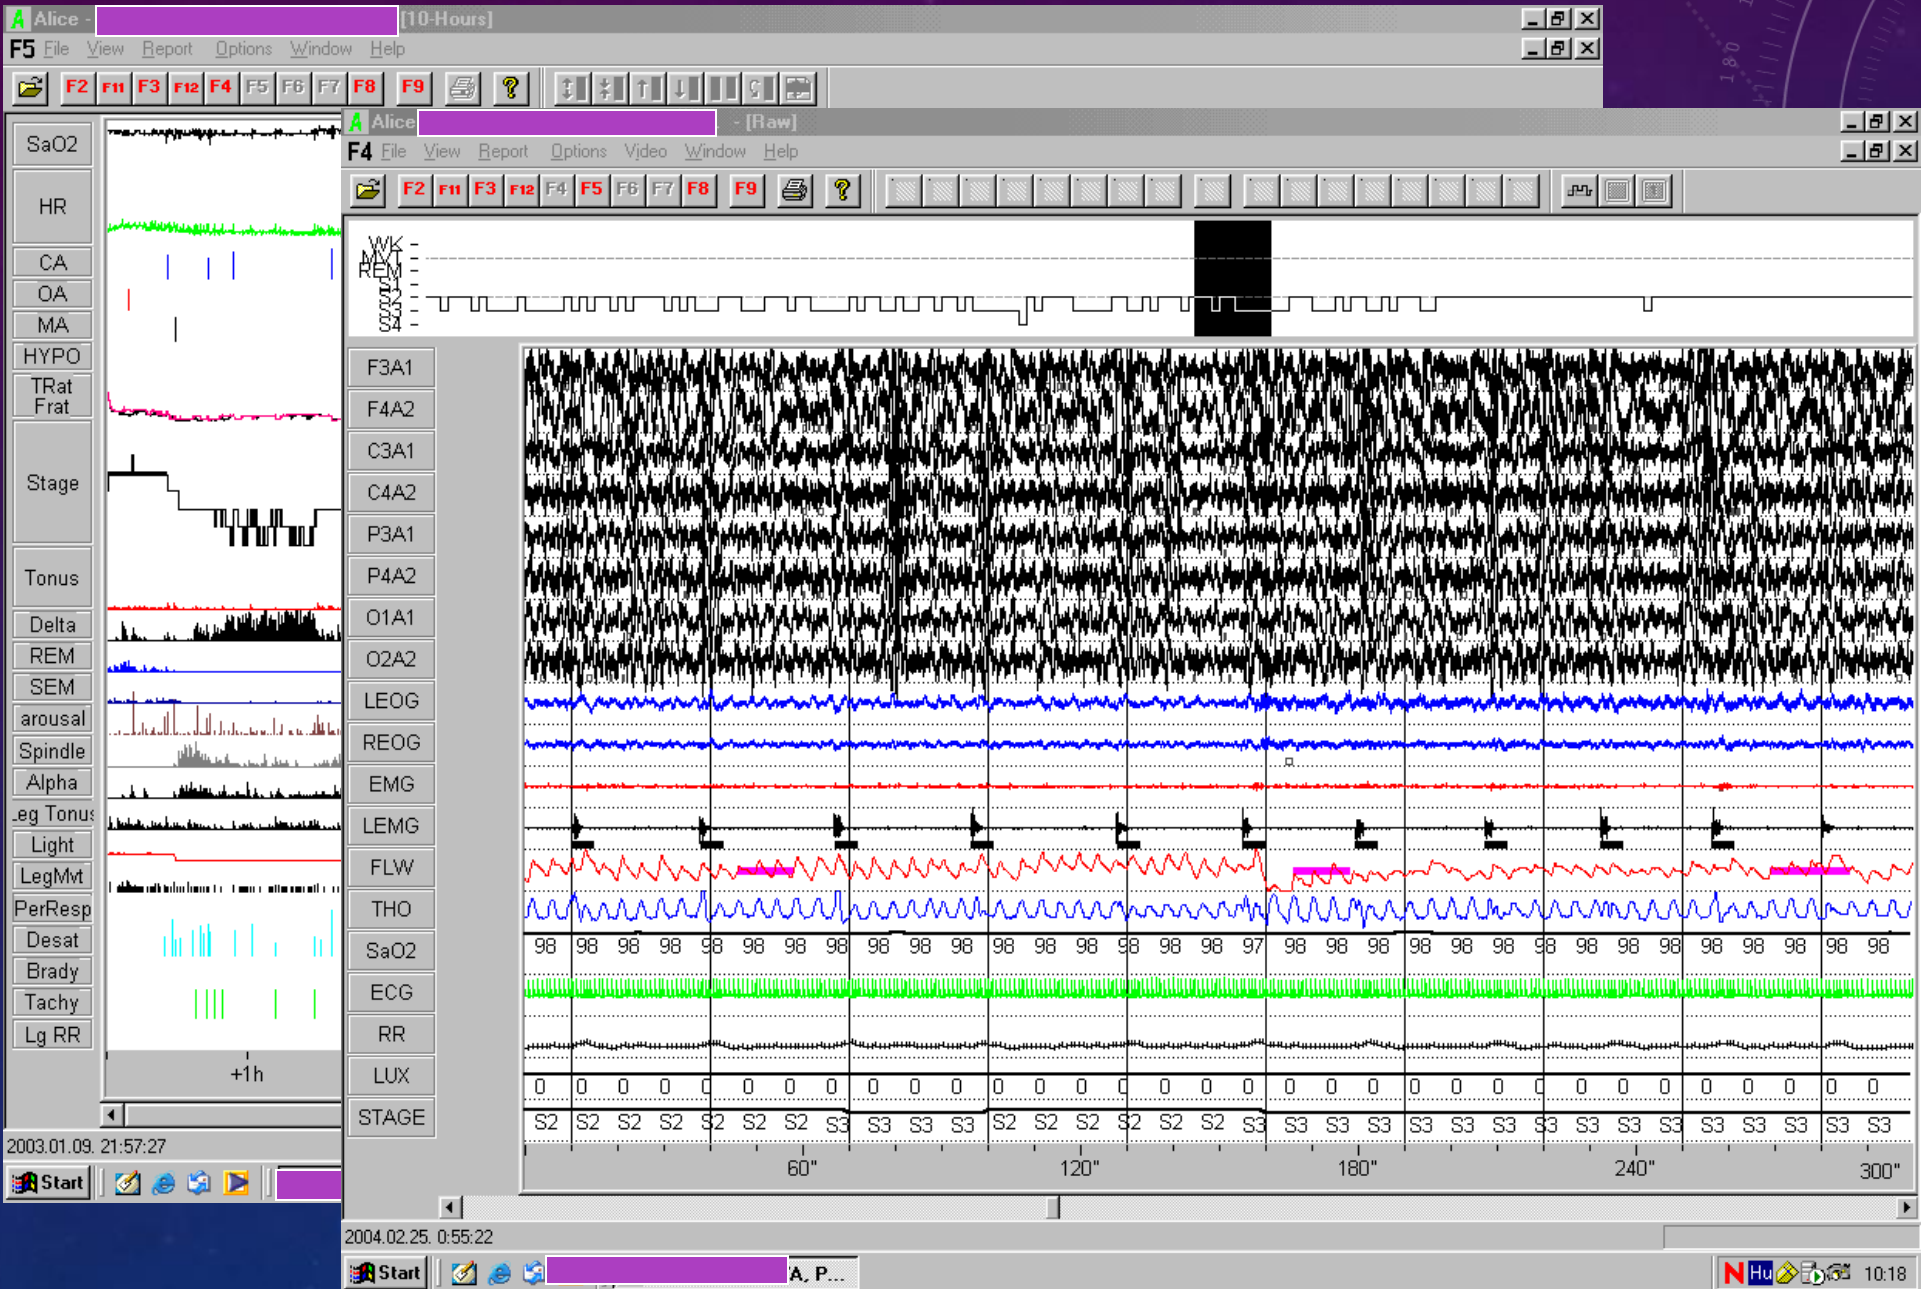 Alice - [10-Hours]
F5 File View Report Options Window Help
F2 F11 F3 F12 F4 F5 F6 F7 F8 F9 ?
180
SaO2
HR
CA
OA
MA
HYPO
TRat
Frat
Stage
Tonus
Delta
REM
SEM
arousal
Spindle
Alpha
Leg Tonus
Light
LegMvt
PerResp
Desat
Brady
Tachy
Lg RR
+1h
2003.01.09. 21:57:27
Start
Alice - [Raw]
F4 File View Report Options Video Window Help
F2 F11 F3 F12 F4 F5 F6 F7 F8 F9 ?
WK
MVT
REM
S1
S2
S3
S4
F3A1
F4A2
C3A1
C4A2
P3A1
P4A2
O1A1
O2A2
LEOG
REOG
EMG
LEMG
FLW
THO
SaO2 98 98 98 98 98 98 98 98 98 98 98 98 98 98 98 98 98 97 98 98 98 98 98 98 98 98 98 98 98 98 98 98 98
ECG
RR
LUX 0 0 0 0 0 0 0 0 0 0 0 0 0 0 0 0 0 0 0 0 0 0 0 0 0 0 0 0 0 0 0 0 0
STAGE S2 S2 S2 S2 S2 S2 S2 S3 S3 S3 S3 S2 S2 S2 S2 S2 S2 S3 S3 S3 S3 S3 S3 S3 S3 S3 S3 S3 S3 S3 S3 S3 S3
60" 120" 180" 240" 300"
2004.02.25. 0:55:22
Start A, P... N Hu 10:18